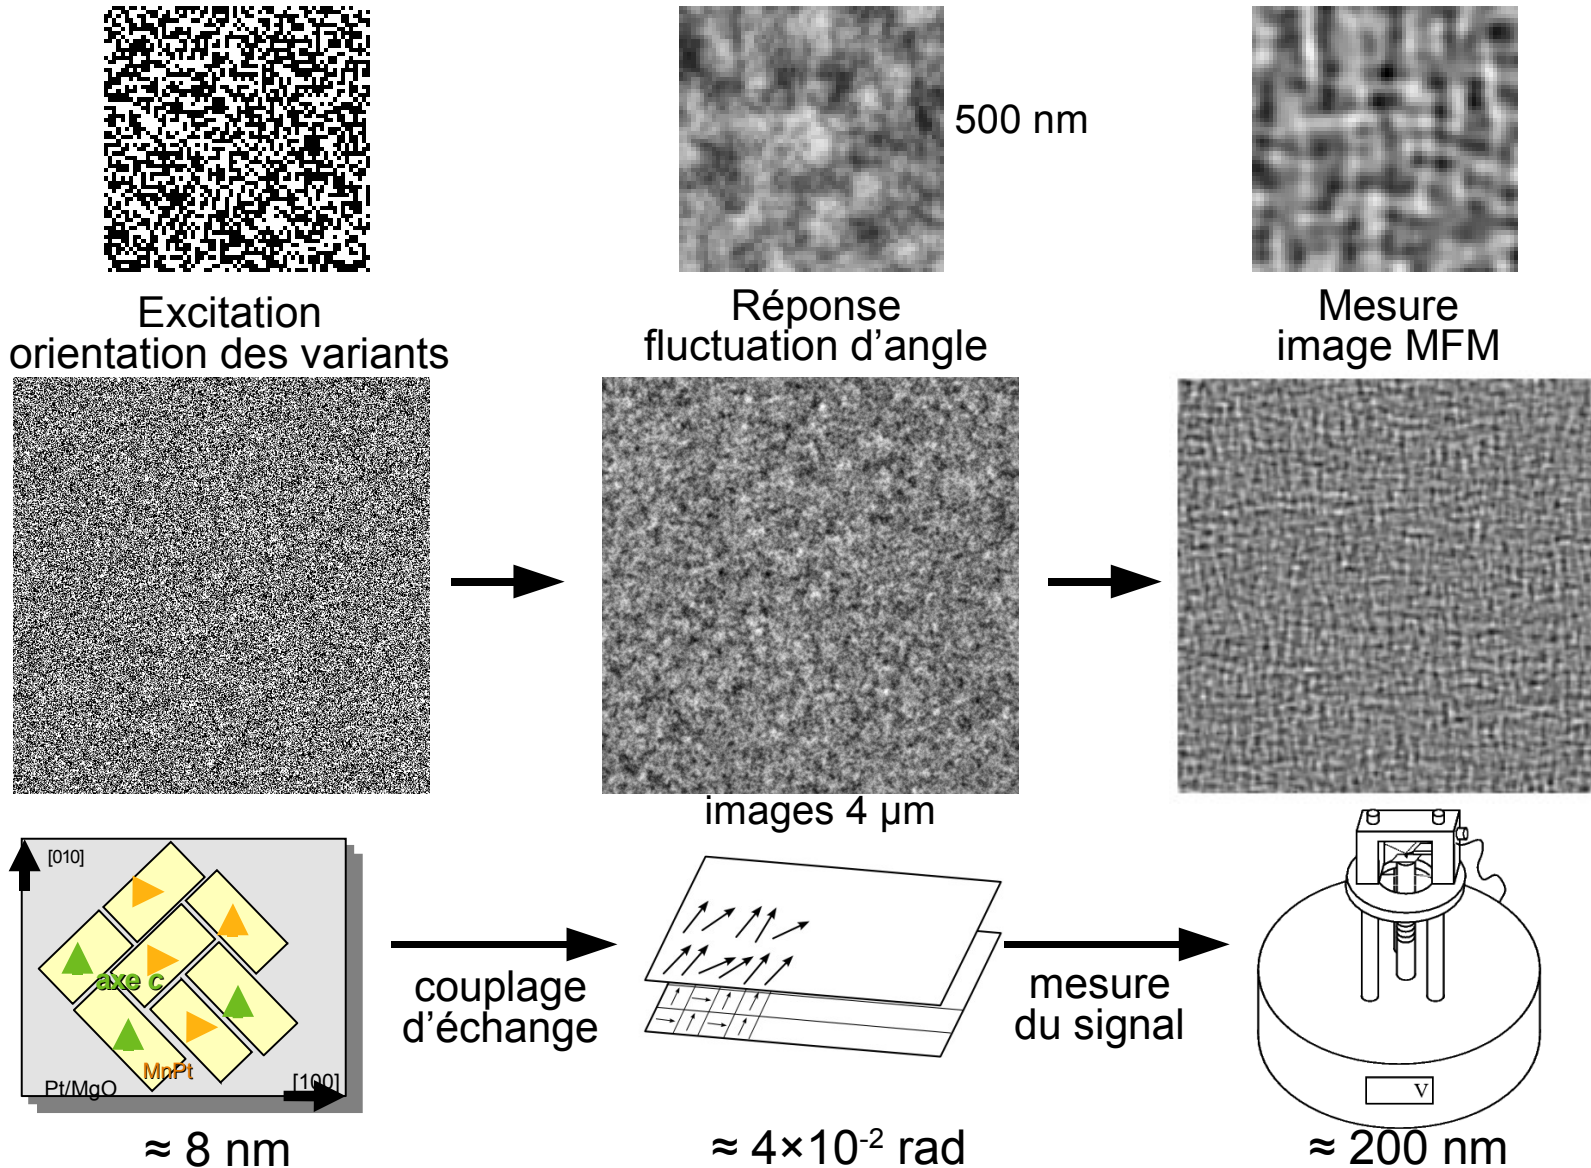 500 nm
Excitation
orientation des variants
Réponse
fluctuation d’angle
Mesure
image MFM
images 4 µm
[010]
axe c
MnPt
Pt/MgO
[100]
couplage
d’échange
mesure
du signal
V
≈ 8 nm
≈ 4×10⁻² rad
≈ 200 nm